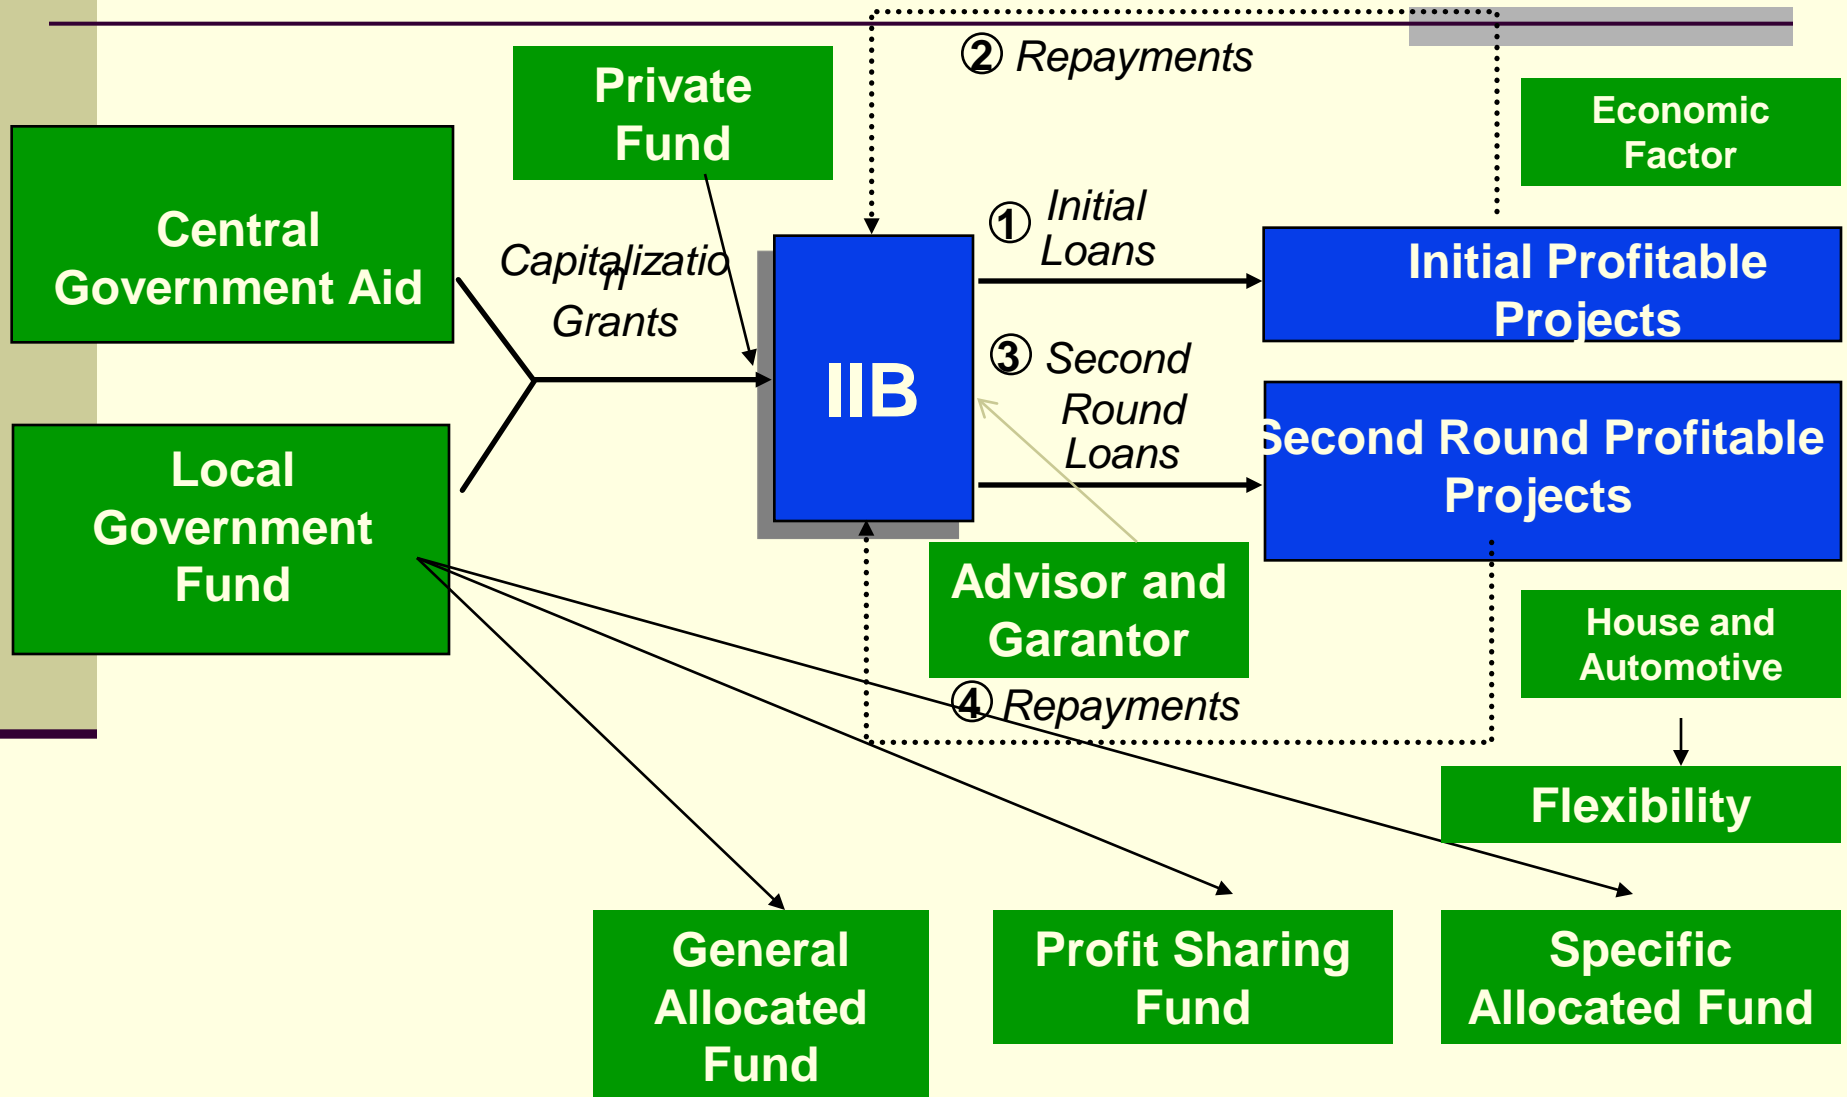 ② Repayments
Private
Fund
Economic
Factor
Central
Government Aid
Capitalizatio
n
Grants
① Initial
Loans
Initial Profitable
Projects
IIB
③ Second
Round
Loans
Second Round Profitable
Projects
Local
Government
Fund
Advisor and
Garantor
House and
Automotive
④ Repayments
Flexibility
General
Allocated
Fund
Profit Sharing
Fund
Specific
Allocated Fund